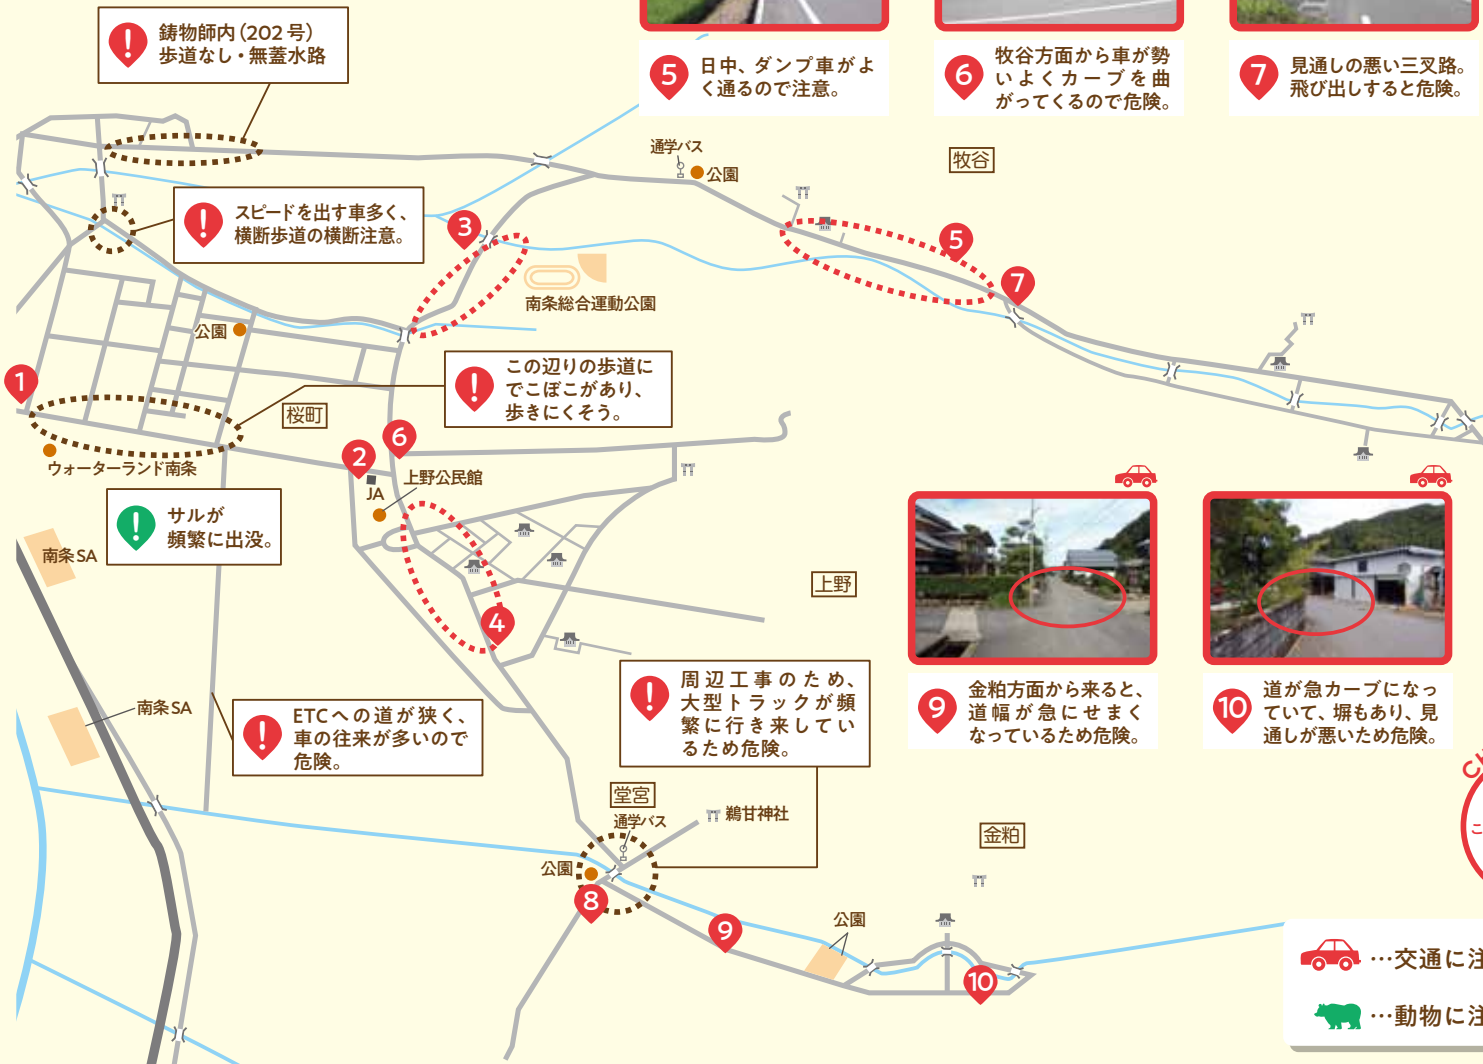 鋳物師内(202号)
歩道なし・無蓋水路
5
日中、ダンプ車がよ
く通るので注意。
6
牧谷方面から車が勢
いよくカーブを曲
がってくるので危険。
7
見通しの悪い三叉路。
飛び出しすると危険。
通学バス
公園
牧谷
スピードを出す車多く、
横断歩道の横断注意。
3
5
7
南条総合運動公園
公園
1
この辺りの歩道に
でこぼこがあり、
歩きにくそう。
桜町
ウォーターランド南条
2
6
JA
上野公民館
サルが
頻繁に出没。
南条SA
上野
4
南条SA
ETCへの道が狭く、
車の往来が多いので
危険。
周辺工事のため、
大型トラックが頻
繁に行き来してい
るため危険。
9
金粕方面から来ると、
道幅が急にせまく
なっているため危険。
10
道が急カーブになっ
ていて、塀もあり、見
通しが悪いため危険。
堂宮
通学バス
鵜甘神社
金粕
公園
8
9
公園
10
こ
…交通に注
…動物に注